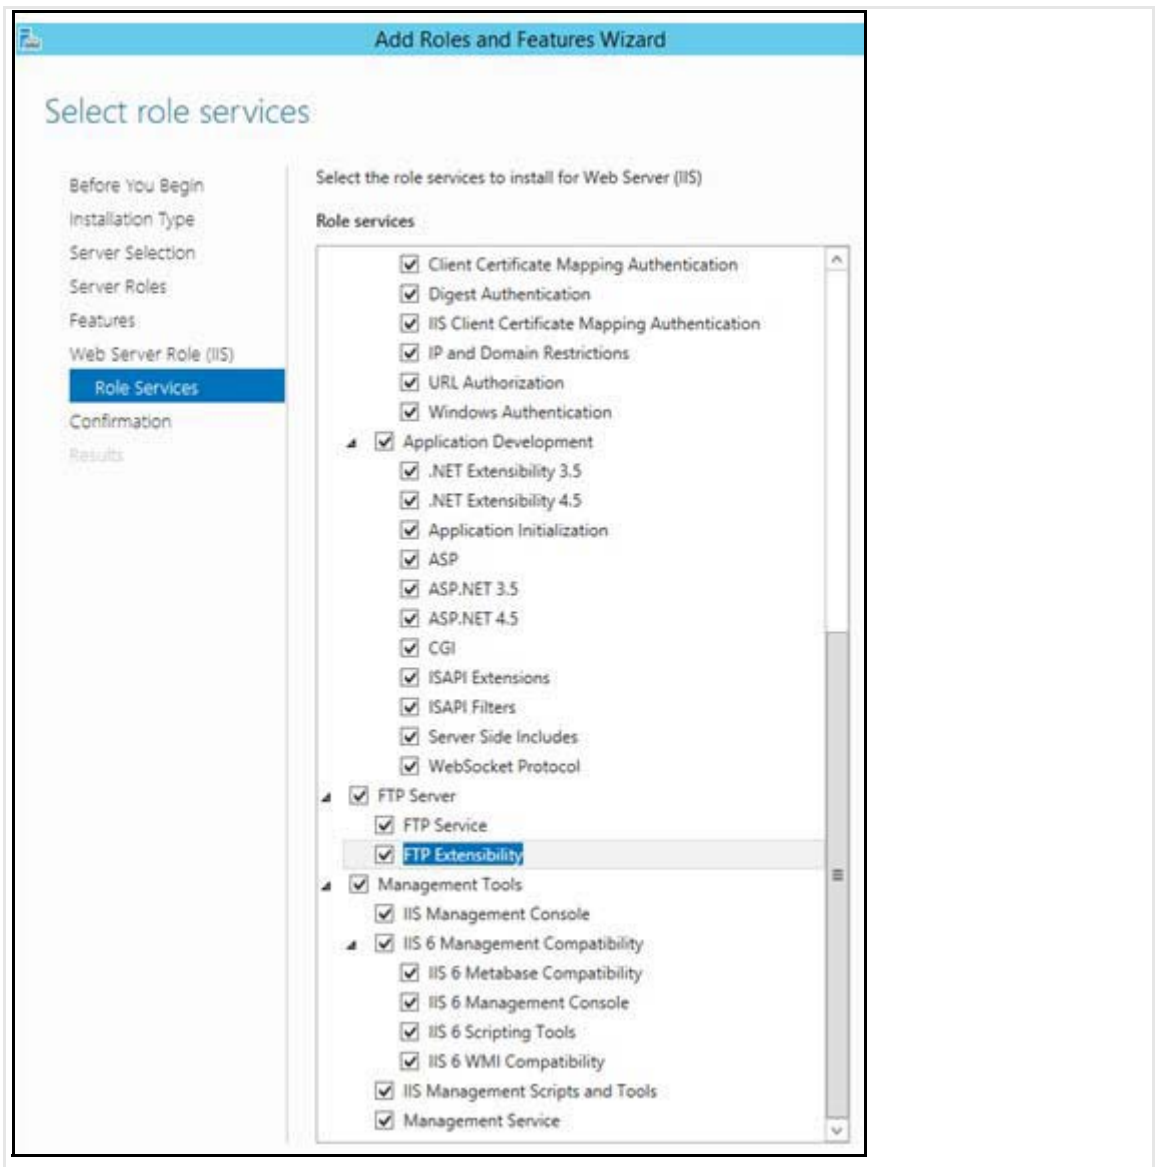 Add Roles and Features Wizard
Select role services
Before You Begin
Installation Type
Server Selection
Server Roles
Features
Web Server Role (IIS)
Role Services
Confirmation
Results
Select the role services to install for Web Server (IIS)
Role services
Client Certificate Mapping Authentication
Digest Authentication
IIS Client Certificate Mapping Authentication
IP and Domain Restrictions
URL Authorization
Windows Authentication
Application Development
.NET Extensibility 3.5
.NET Extensibility 4.5
Application Initialization
ASP
ASP.NET 3.5
ASP.NET 4.5
CGI
ISAPI Extensions
ISAPI Filters
Server Side Includes
WebSocket Protocol
FTP Server
FTP Service
FTP Extensibility
Management Tools
IIS Management Console
IIS 6 Management Compatibility
IIS 6 Metabase Compatibility
IIS 6 Management Console
IIS 6 Scripting Tools
IIS 6 WMI Compatibility
IIS Management Scripts and Tools
Management Service